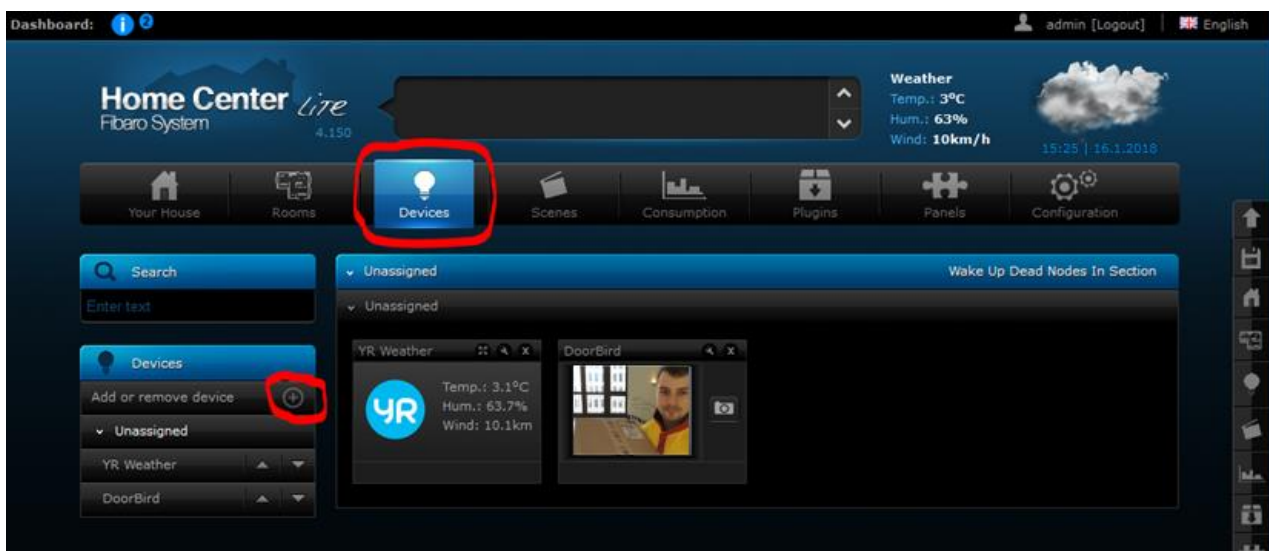 Dashboard: i 2
admin [Logout] English
Home Center Lite
Fibaro System
4.150
Weather
Temp.: 3°C
Hum.: 63%
Wind: 10km/h
15:25 | 16.1.2018
Your House Rooms Devices Scenes Consumption Plugins Panels Configuration
Search
Enter text
Devices
Add or remove device
Unassigned
YR Weather
DoorBird
Unassigned Wake Up Dead Nodes In Section
Unassigned
YR Weather
YR
Temp.: 3.1°C
Hum.: 63.7%
Wind: 10.1km
DoorBird